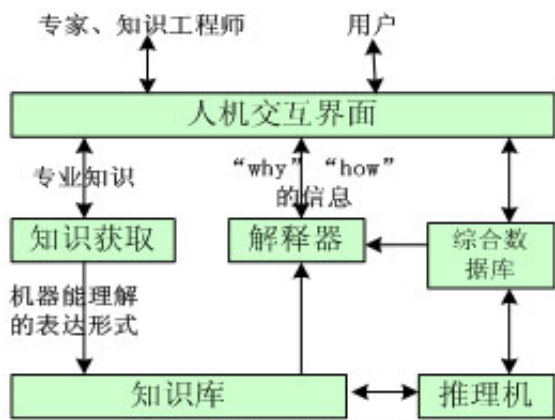 专家、知识工程师
用户
人机交互界面
专业知识
“why” “how”
的信息
知识获取
解释器
综合数
据库
机器能理解
的表达形式
知识库
推理机